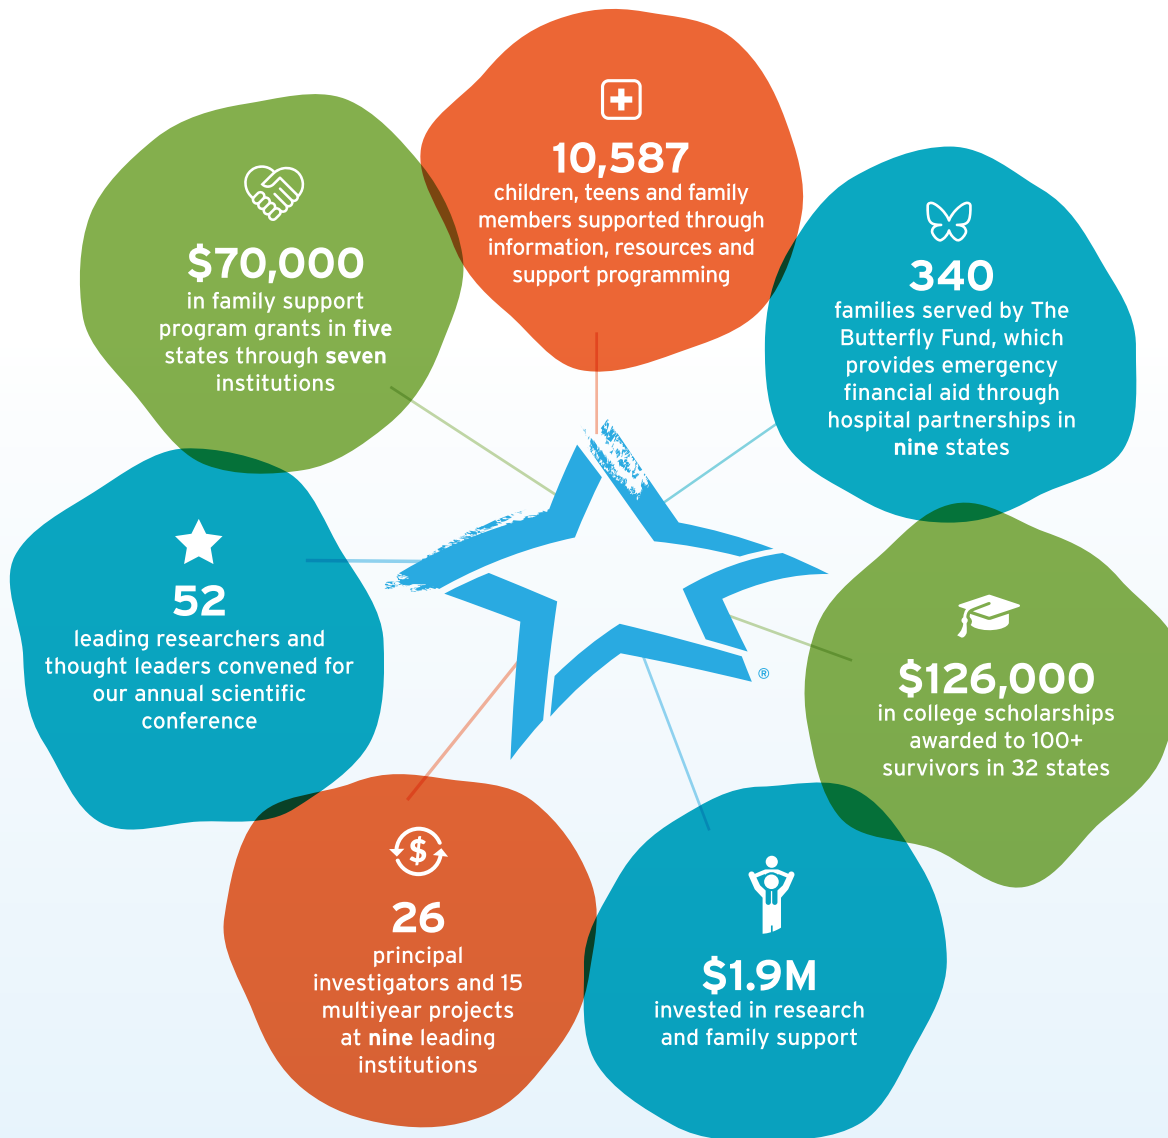 10,587
children, teens and family
members supported through
information, resources and
support programming
340
families served by The
Butterfly Fund, which
provides emergency
financial aid through
hospital partnerships in
nine states
$126,000
in college scholarships
awarded to 100+
survivors in 32 states
$1.9M
invested in research
and family support
26
principal
investigators and 15
multiyear projects
at nine leading
institutions
52
leading researchers and
thought leaders convened for
our annual scientific
conference
$70,000
in family support
program grants in five
states through seven
institutions
$
®